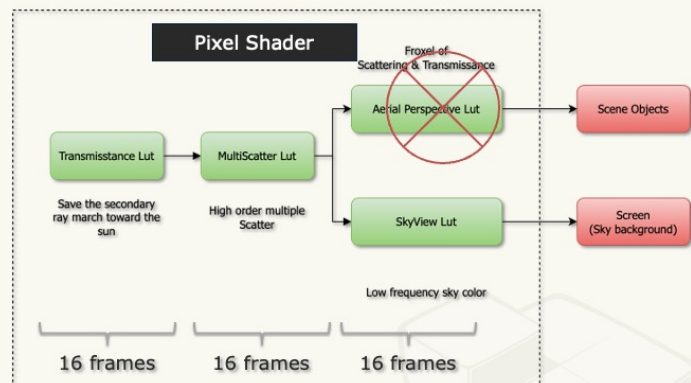 Pixel Shader
Froxel of
Scattering & Transmissance
Aerial Perspective Lut
Scene Objects
Transmisstance Lut
MultiScatter Lut
Save the secondary
ray march toward the
sun
High order multiple
Scatter
SkyView Lut
Screen
(Sky background)
Low frequency sky color
16 frames
16 frames
16 frames